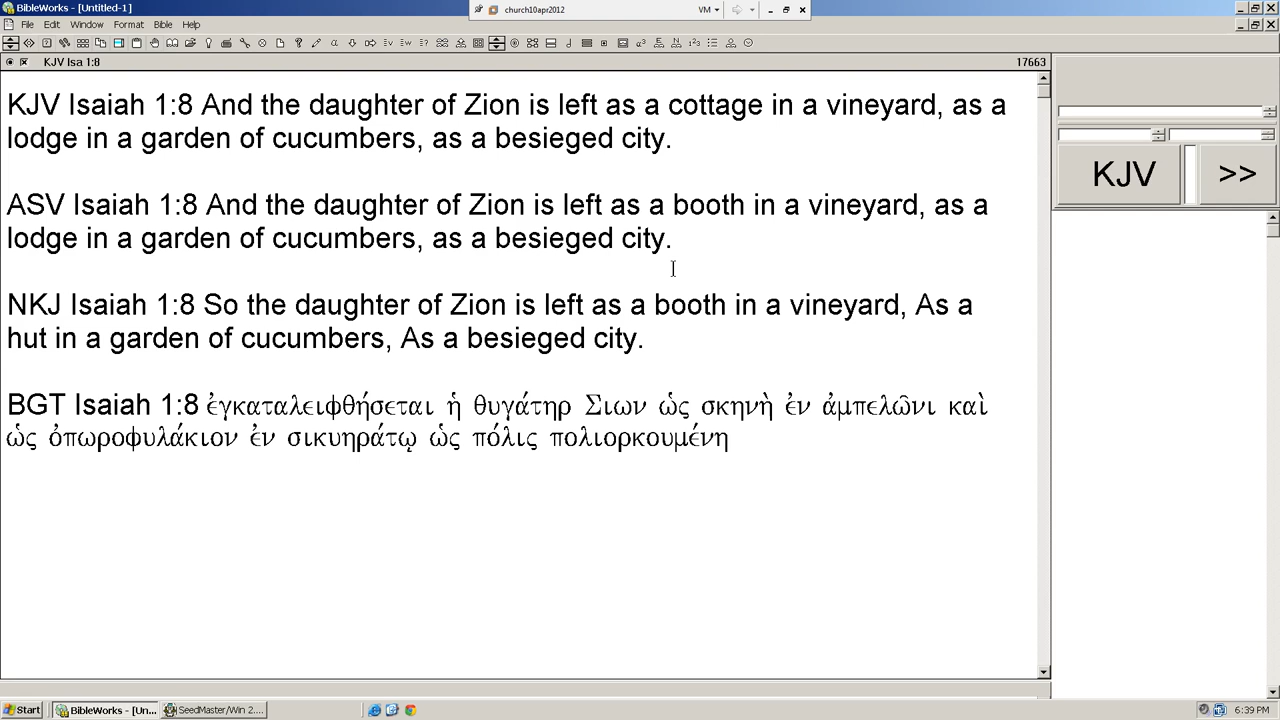 BibleWorks - [Untitled-1]
church10apr2012
VM
File Edit Window Format Bible Help
KJV Isa 1:8
17663
KJV Isaiah 1:8 And the daughter of Zion is left as a cottage in a vineyard, as a
lodge in a garden of cucumbers, as a besieged city.
ASV Isaiah 1:8 And the daughter of Zion is left as a booth in a vineyard, as a
lodge in a garden of cucumbers, as a besieged city.
NKJ Isaiah 1:8 So the daughter of Zion is left as a booth in a vineyard, As a
hut in a garden of cucumbers, As a besieged city.
BGT Isaiah 1:8 ἐγκαταλειφθήσεται ἡ θυγάτηρ Σιων ὡς σκηνὴ ἐν ἀμπελῶνι καὶ
ὡς ὀπωροφυλάκιον ἐν σικυηράτῳ ὡς πόλις πολιορκουμένη
KJV
>>
Start
BibleWorks - [Un...
SeedMaster/Win 2....
6:39 PM